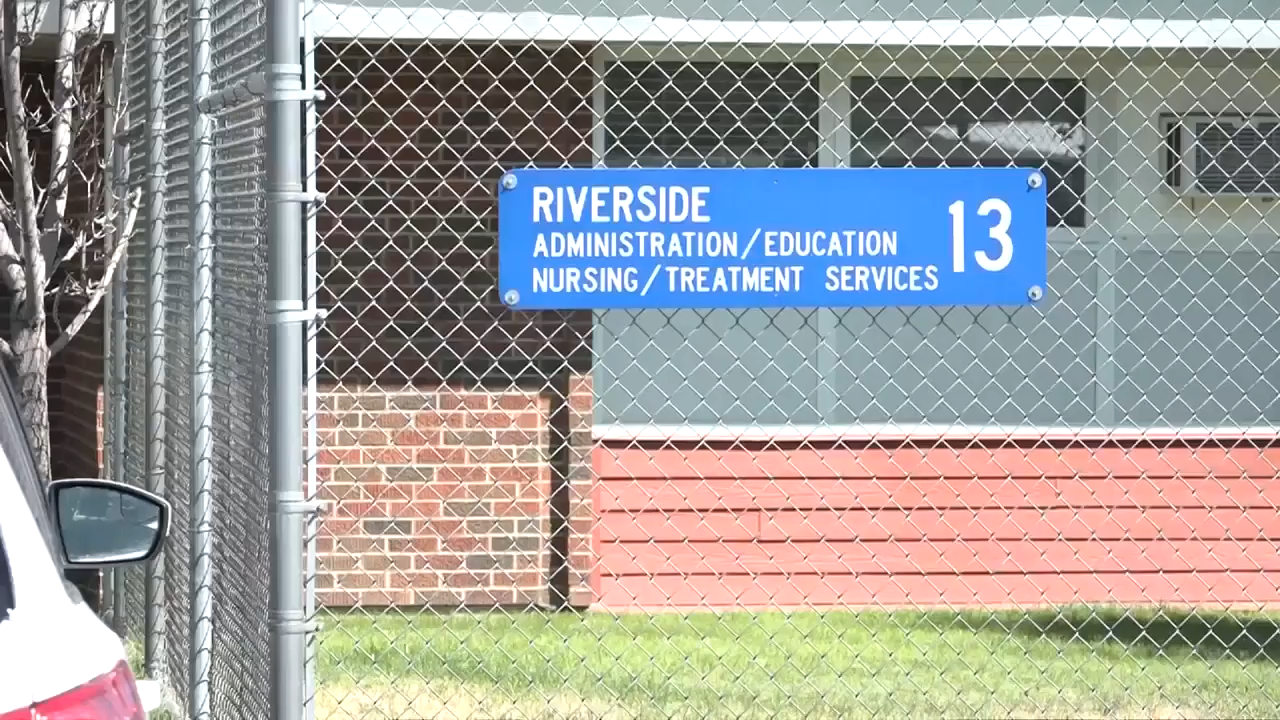 RIVERSIDE
ADMINISTRATION/EDUCATION
NURSING/TREATMENT SERVICES
13